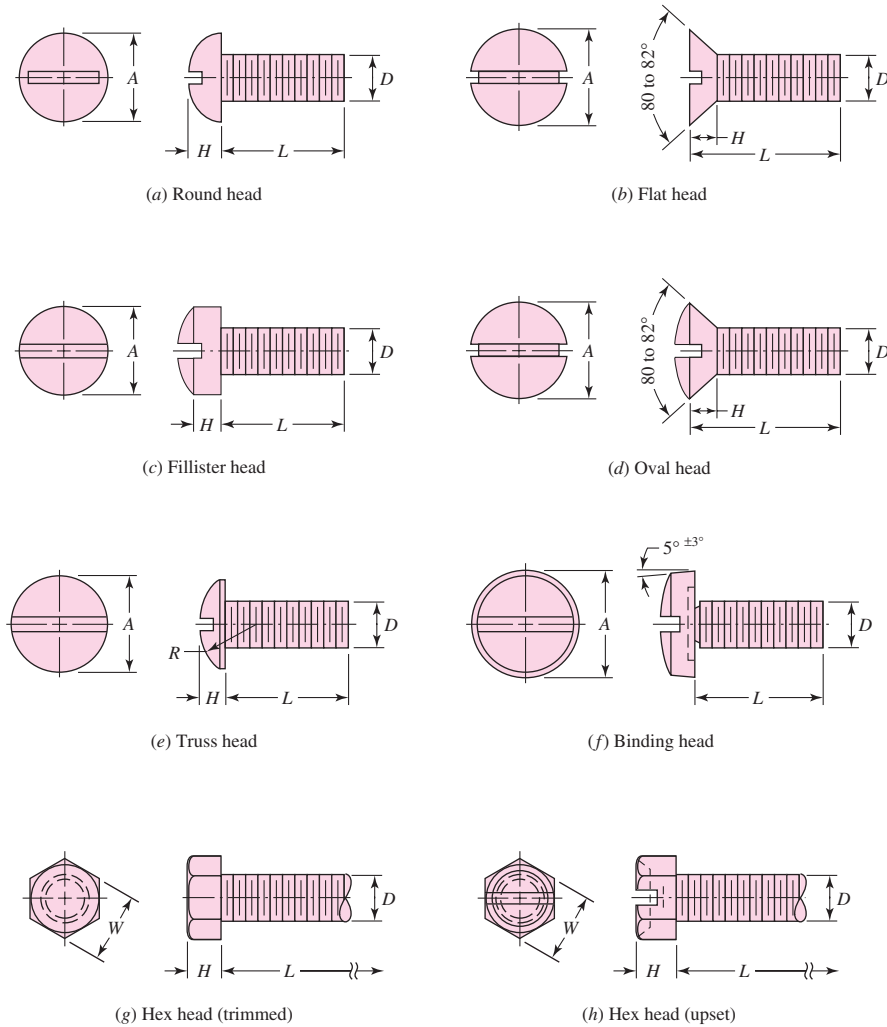 A
D
H
L
(a) Round head
A
80 to 82°
D
H
L
(b) Flat head
A
D
H
L
(c) Fillister head
A
80 to 82°
D
H
L
(d) Oval head
A
R
D
H
L
(e) Truss head
5° ±3°
A
D
L
(f) Binding head
W
D
H
L
(g) Hex head (trimmed)
W
D
H
L
(h) Hex head (upset)